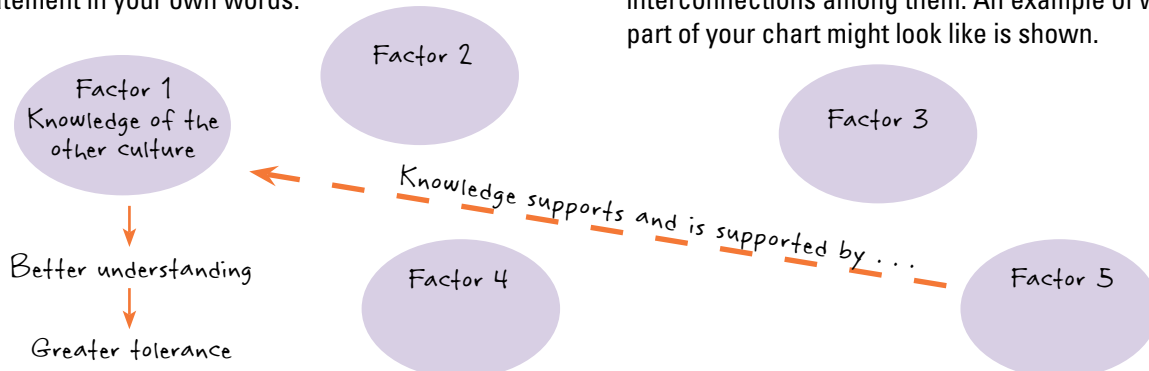 atement in your own words.
interconnections among them. An example of w
part of your chart might look like is shown.
Factor 1
Knowledge of the
other culture
Factor 2
Factor 3
Knowledge supports and is supported by . . .
Better understanding
Factor 4
Factor 5
Greater tolerance